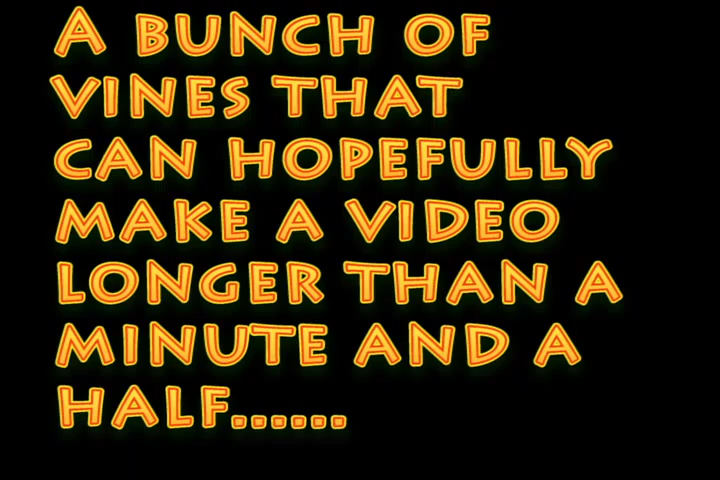 A BUNCH OF
VINES THAT
CAN HOPEFULLY
MAKE A VIDEO
LONGER THAN A
MINUTE AND A
HALF......